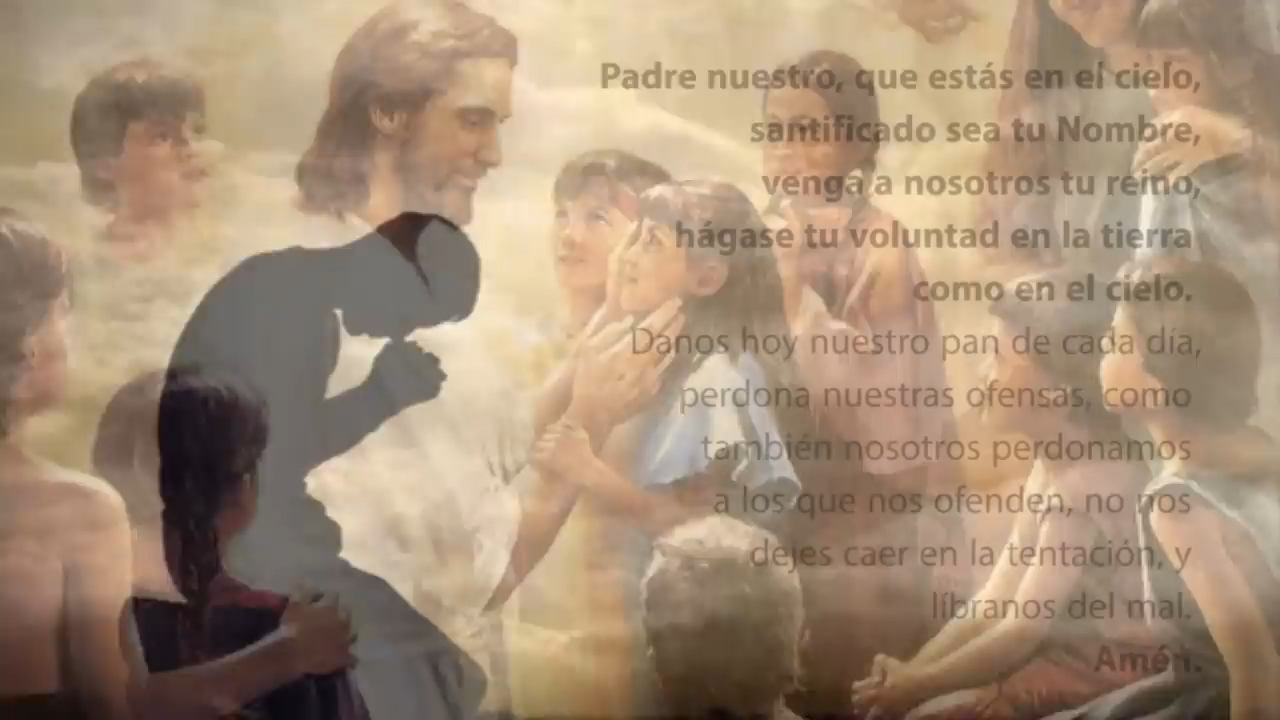 Padre nuestro, que estás en el cielo,
santificado sea tu Nombre,
venga a nosotros tu reino,
hágase tu voluntad en la tierra
como en el cielo.
Danos hoy nuestro pan de cada día,
perdona nuestras ofensas, como
también nosotros perdonamos
a los que nos ofenden, no nos
dejes caer en la tentación, y
líbranos del mal.
Amén.